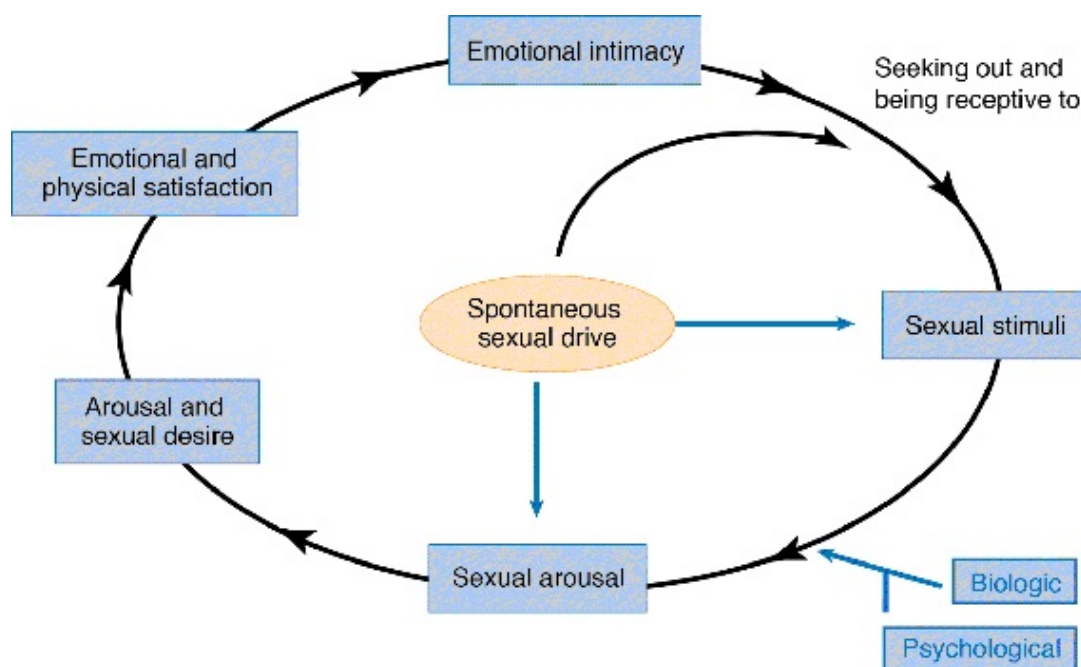 Emotional intimacy
Seeking out and
being receptive to
Emotional and
physical satisfaction
Spontaneous
sexual drive
Sexual stimuli
Arousal and
sexual desire
Sexual arousal
Biologic
Psychological